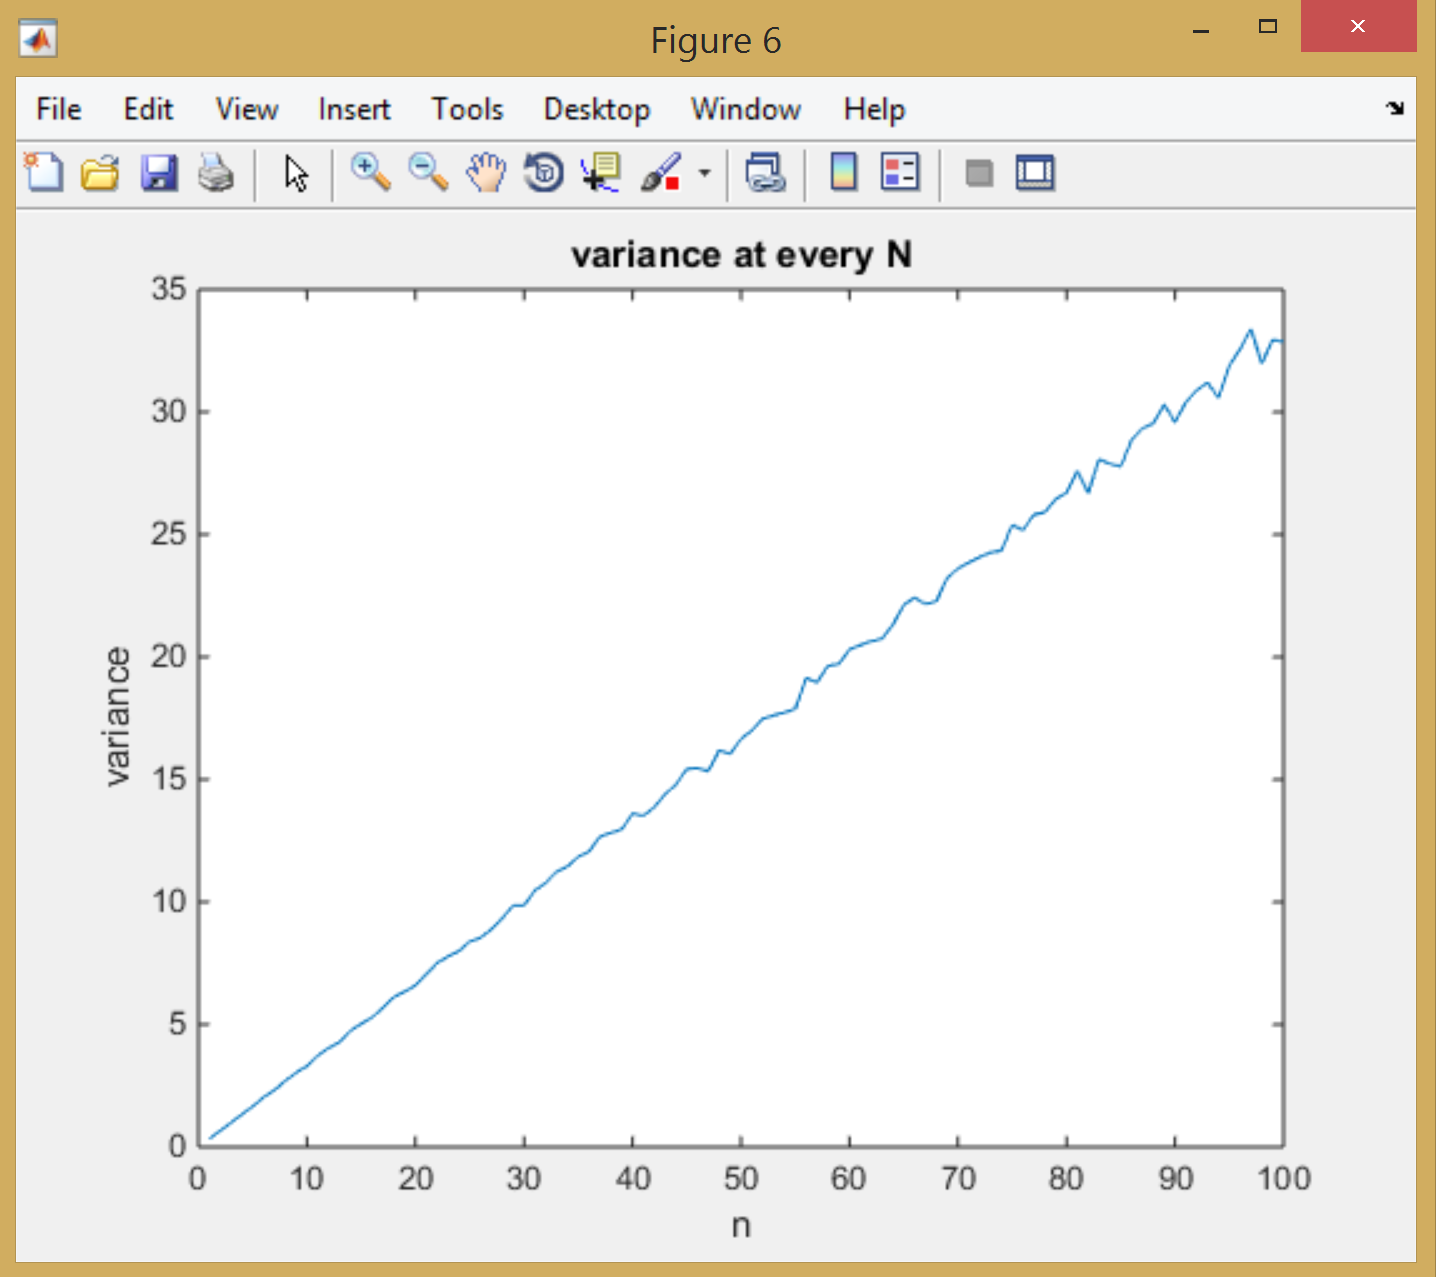 Figure 6
File Edit View Insert Tools Desktop Window Help
variance at every N
35
30
25
20
15
10
5
0
variance
0 10 20 30 40 50 60 70 80 90 100
n